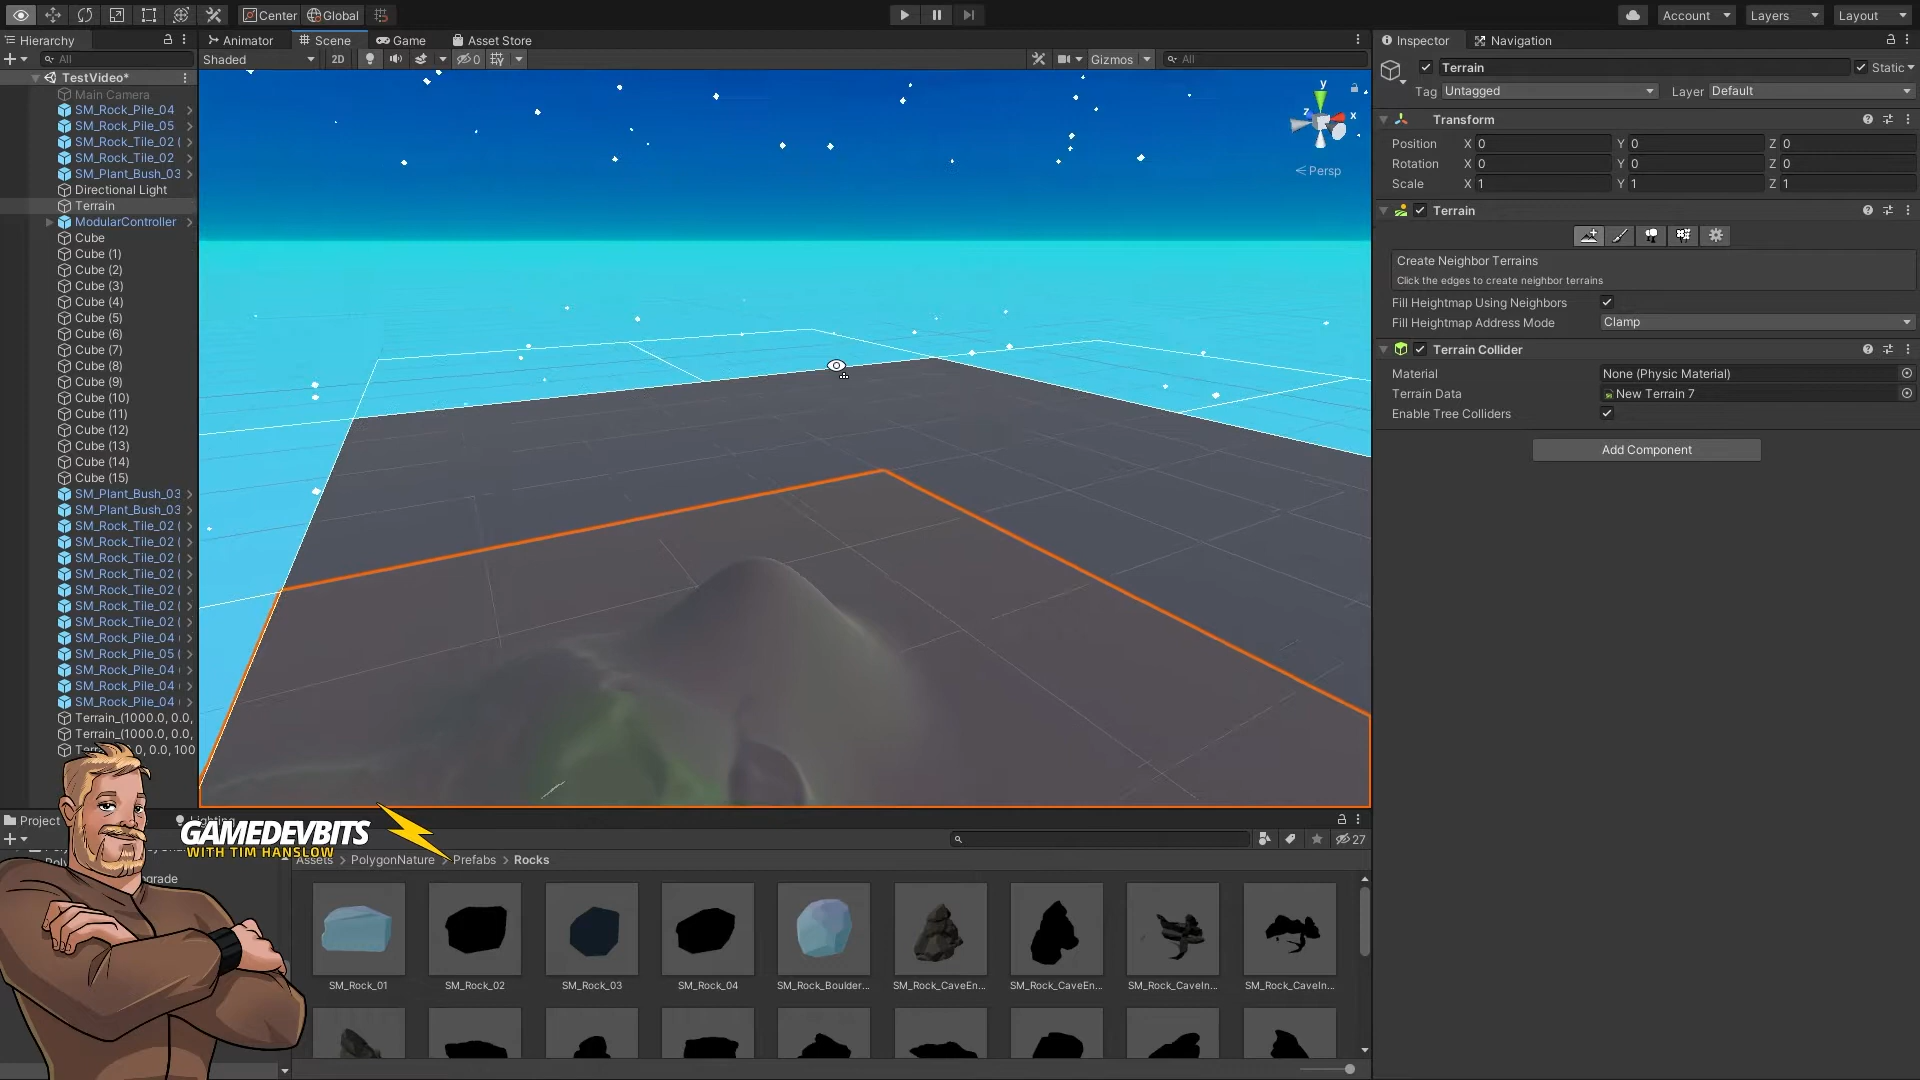 Center
Global
Account
Layers
Layout
Hierarchy
Animator
Scene
Game
Asset Store
Inspector
Navigation
All
Shaded
2D
0
Gizmos
All
Terrain
Static
Tag
Untagged
Layer
Default
TestVideo*
Main Camera
SM_Rock_Pile_04
SM_Rock_Pile_05
SM_Rock_Tile_02 (
SM_Rock_Tile_02
SM_Plant_Bush_03
Directional Light
Terrain
ModularController
Cube
Cube (1)
Cube (2)
Cube (3)
Cube (4)
Cube (5)
Cube (6)
Cube (7)
Cube (8)
Cube (9)
Cube (10)
Cube (11)
Cube (12)
Cube (13)
Cube (14)
Cube (15)
SM_Plant_Bush_03
SM_Plant_Bush_03
SM_Rock_Tile_02 (
SM_Rock_Tile_02 (
SM_Rock_Tile_02 (
SM_Rock_Tile_02 (
SM_Rock_Tile_02 (
SM_Rock_Tile_02 (
SM_Rock_Tile_02 (
SM_Rock_Pile_04 (
SM_Rock_Pile_05 (
SM_Rock_Pile_04 (
SM_Rock_Pile_04 (
SM_Rock_Pile_04 (
Terrain_(1000.0, 0.0,
Terrain_(1000.0, 0.0,
0.0, 100
y
z
x
Persp
Transform
Position X 0 Y 0 Z 0
Rotation X 0 Y 0 Z 0
Scale X 1 Y 1 Z 1
Terrain
Create Neighbor Terrains
Click the edges to create neighbor terrains
Fill Heightmap Using Neighbors
Fill Heightmap Address Mode
Clamp
Terrain Collider
Material
None (Physic Material)
Terrain Data
New Terrain 7
Enable Tree Colliders
Add Component
Project
GAMEDEVBITS
WITH TIM HANSLOW
27
Assets > PolygonNature > Prefabs > Rocks
grade
SM_Rock_01
SM_Rock_02
SM_Rock_03
SM_Rock_04
SM_Rock_Boulder...
SM_Rock_CaveEn...
SM_Rock_CaveEn...
SM_Rock_CaveIn...
SM_Rock_CaveIn...